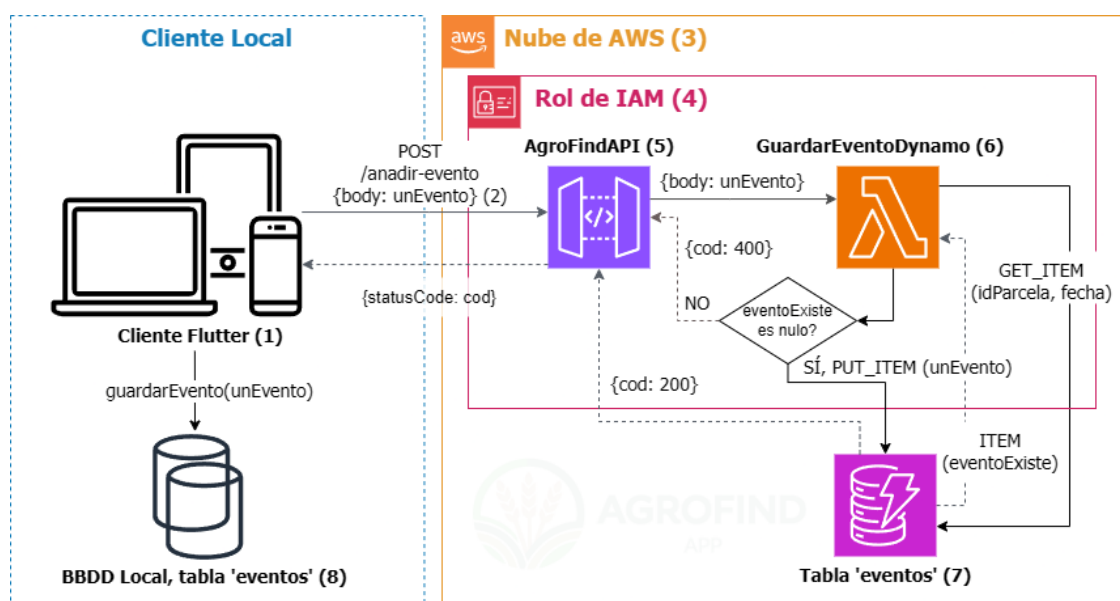 Cliente Local
aws
Nube de AWS (3)
Rol de IAM (4)
AgroFindAPI (5)
GuardarEventoDynamo (6)
POST
/anadir-evento
{body: unEvento} (2)
{body: unEvento}
{cod: 400}
GET_ITEM
(idParcela, fecha)
{statusCode: cod}
NO
eventoExiste
es nulo?
Cliente Flutter (1)
SÍ, PUT_ITEM (unEvento)
{cod: 200}
guardarEvento(unEvento)
ITEM
(eventoExiste)
AGROFIND
APP
BBDD Local, tabla 'eventos' (8)
Tabla 'eventos' (7)